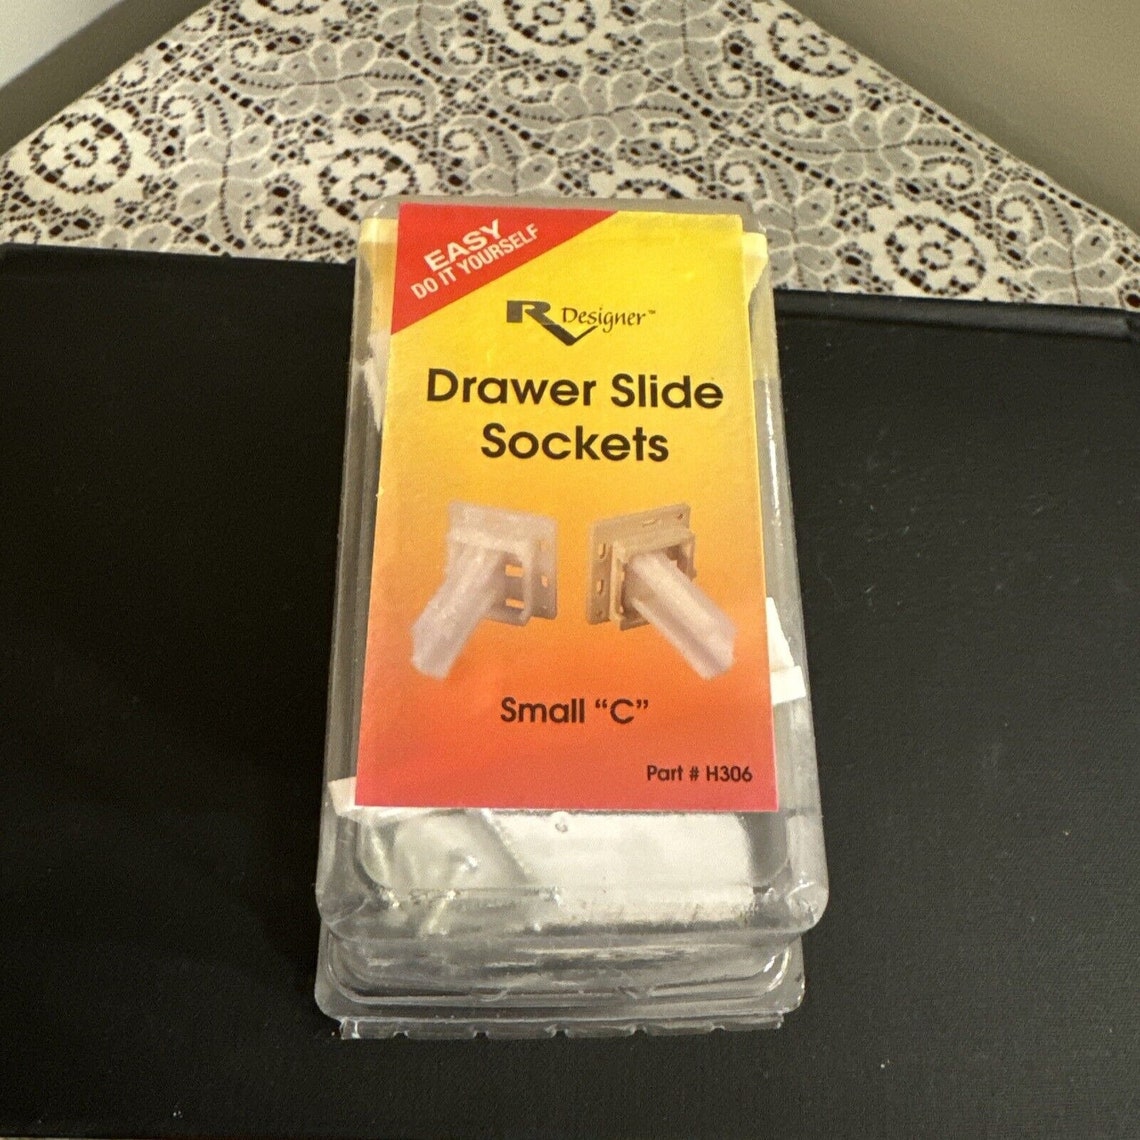 EASY
DO IT YOURSELF
RV Designer™
Drawer Slide
Sockets
Small “C”
Part # H306